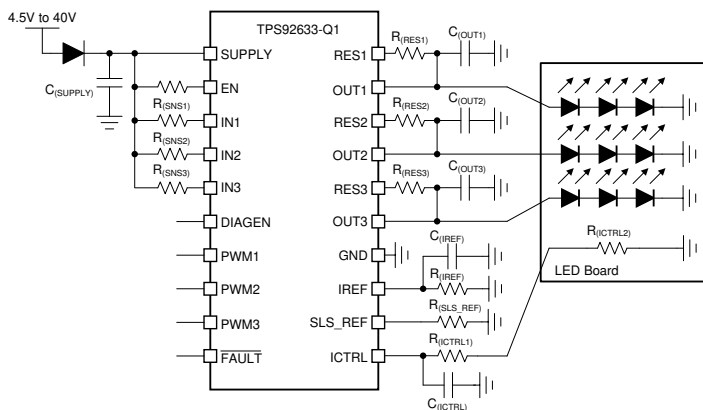 4.5V to 40V
C(SUPPLY)
R(SNS1)
R(SNS2)
R(SNS3)
TPS92633-Q1
SUPPLY
EN
IN1
IN2
IN3
DIAGEN
PWM1
PWM2
PWM3
FAULT
RES1
OUT1
RES2
OUT2
RES3
OUT3
GND
IREF
SLS_REF
ICTRL
R(RES1)
C(OUT1)
R(RES2)
C(OUT2)
R(RES3)
C(OUT3)
C(IREF)
R(IREF)
R(SLS_REF)
R(ICTRL1)
C(ICTRL)
R(ICTRL2)
LED Board